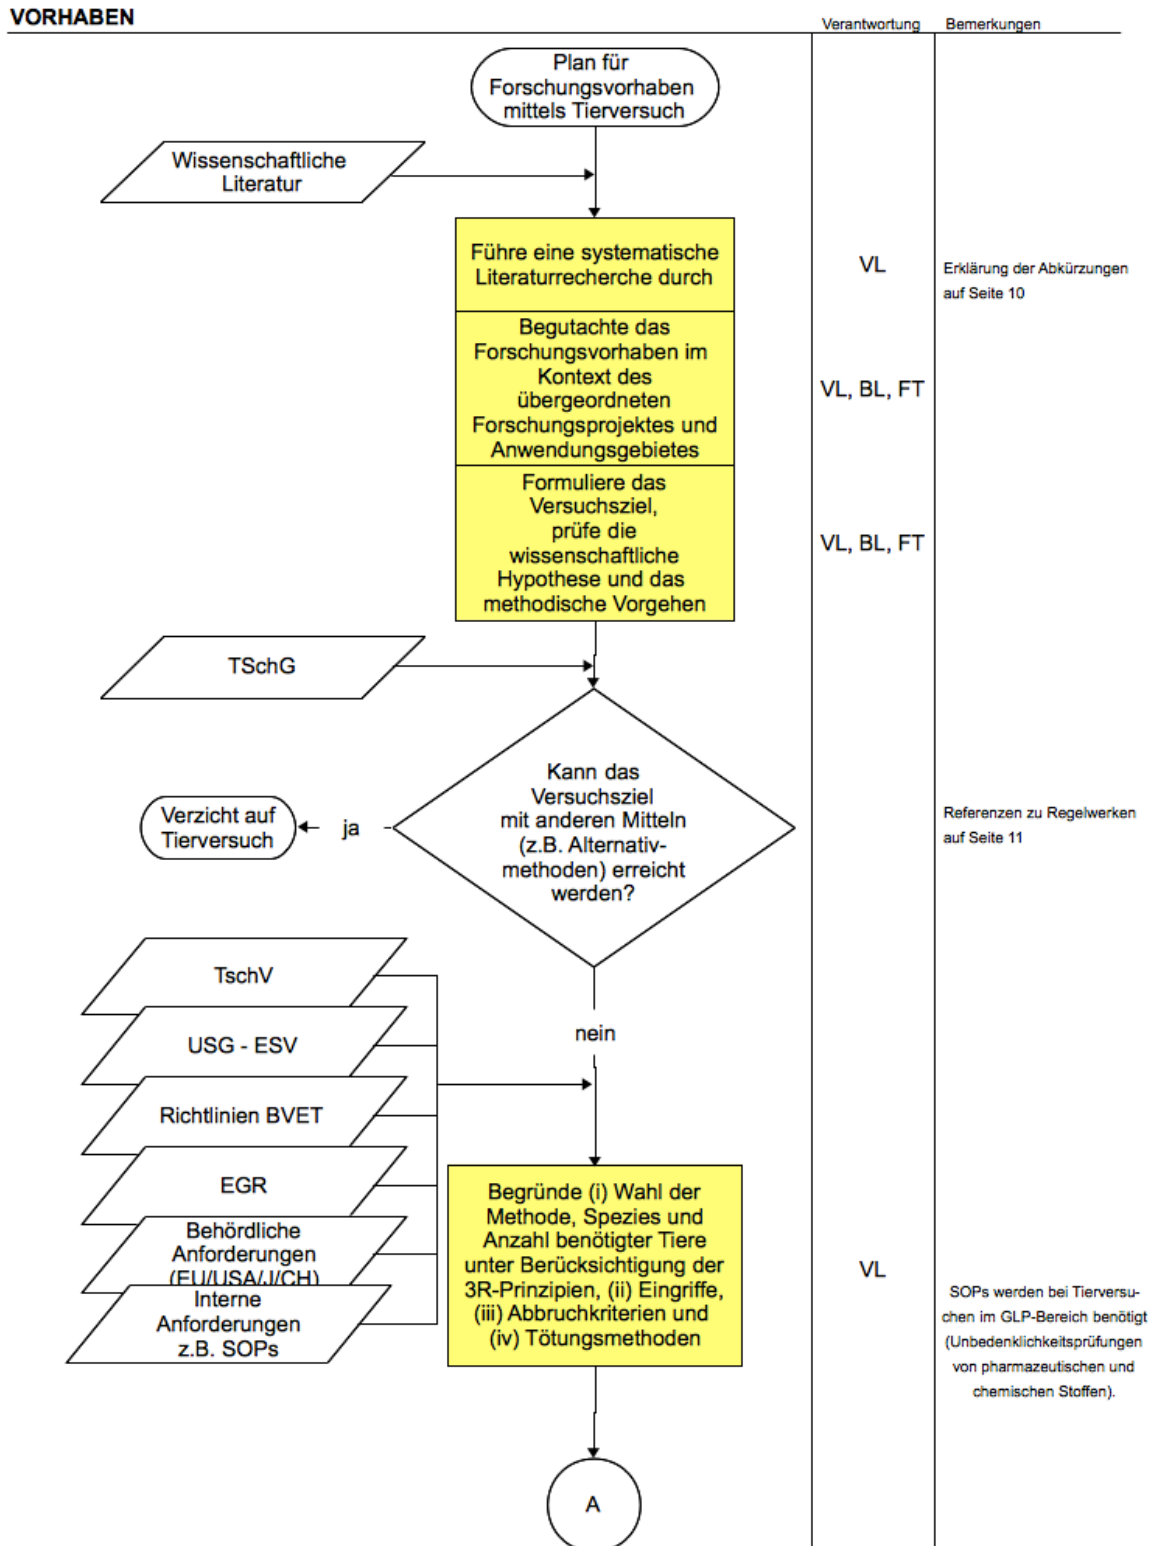 VORHABEN
Verantwortung
Bemerkungen
Plan für
Forschungsvorhaben
mittels Tierversuch
Wissenschaftliche
Literatur
Führe eine systematische
Literaturrecherche durch
VL
Erklärung der Abkürzungen
auf Seite 10
Begutachte das
Forschungsvorhaben im
Kontext des
übergeordneten
Forschungsprojektes und
Anwendungsgebietes
VL, BL, FT
Formuliere das
Versuchsziel,
prüfe die
wissenschaftliche
Hypothese und das
methodische Vorgehen
VL, BL, FT
TSchG
Kann das
Versuchsziel
mit anderen Mitteln
(z.B. Alternativ-
methoden) erreicht
werden?
ja
Verzicht auf
Tierversuch
Referenzen zu Regelwerken
auf Seite 11
nein
TschV
USG - ESV
Richtlinien BVET
EGR
Behördliche
Anforderungen
(EU/USA/J/CH)
Interne
Anforderungen
z.B. SOPs
Begründe (i) Wahl der
Methode, Spezies und
Anzahl benötigter Tiere
unter Berücksichtigung der
3R-Prinzipien, (ii) Eingriffe,
(iii) Abbruchkriterien und
(iv) Tötungsmethoden
VL
SOPs werden bei Tierversu-
chen im GLP-Bereich benötigt
(Unbedenklichkeitsprüfungen
von pharmazeutischen und
chemischen Stoffen).
A